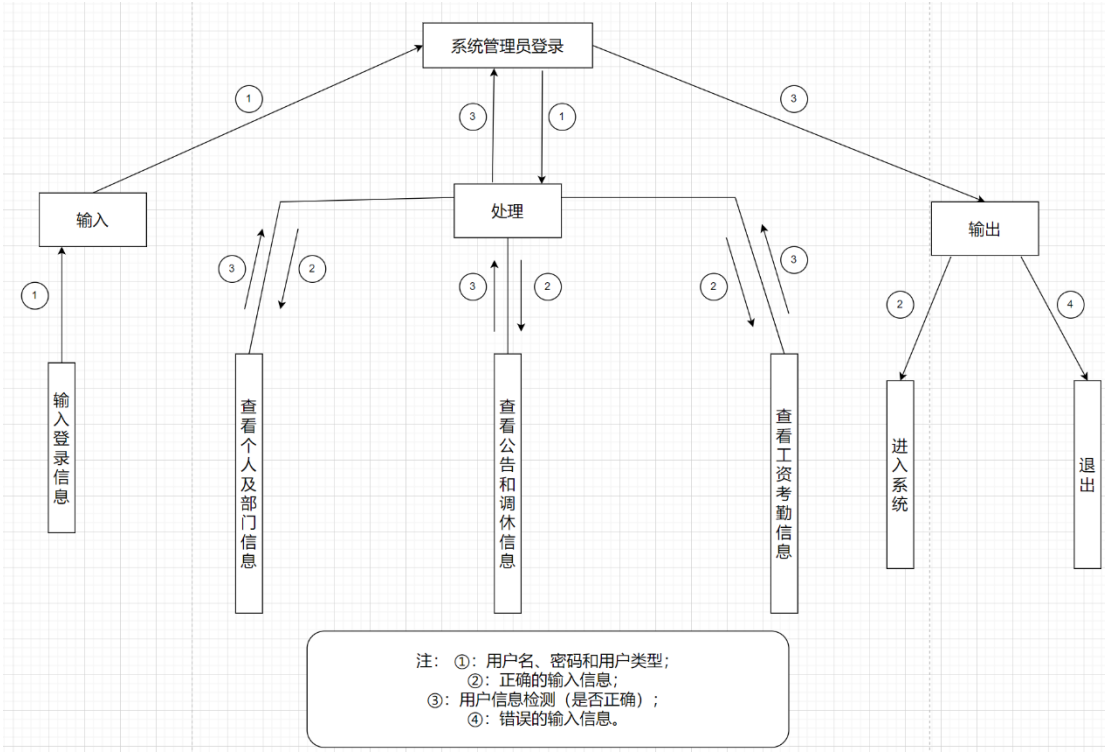 系统管理员登录
1
3
1
3
输入
处理
输出
3
2
3
2
2
3
1
2
4
输入登录信息
查看个人及部门信息
查看公告和调休信息
查看工资考勤信息
进入系统
退出
注： ①：用户名、密码和用户类型；
②：正确的输入信息；
③：用户信息检测（是否正确）；
④：错误的输入信息。